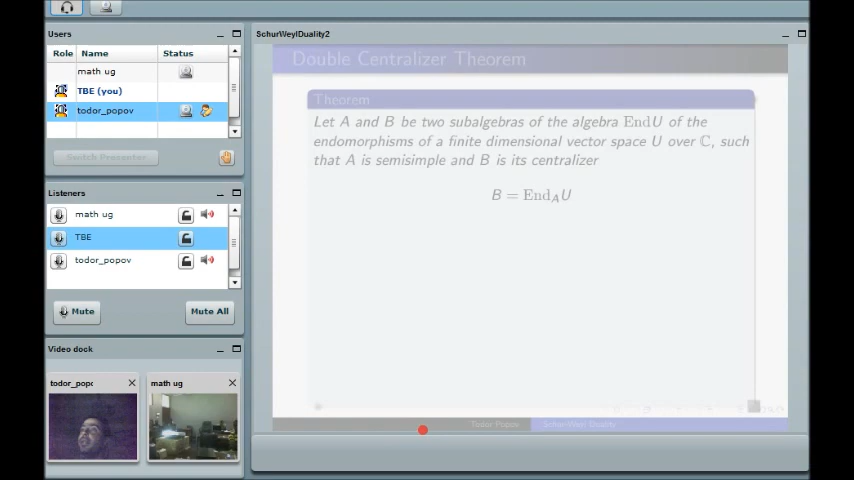 Users
Role Name Status
math ug
TBE (you)
todor_popov
Switch Presenter
Listeners
math ug
TBE
todor_popov
Mute
Mute All
Video dock
todor_popo
math ug
SchurWeylDuality2
Double Centralizer Theorem
Theorem
Let A and B be two subalgebras of the algebra EndU of the
endomorphisms of a finite dimensional vector space U over ℂ, such
that A is semisimple and B is its centralizer
B = End_A U
Todor Popov
Schur-Weyl Duality